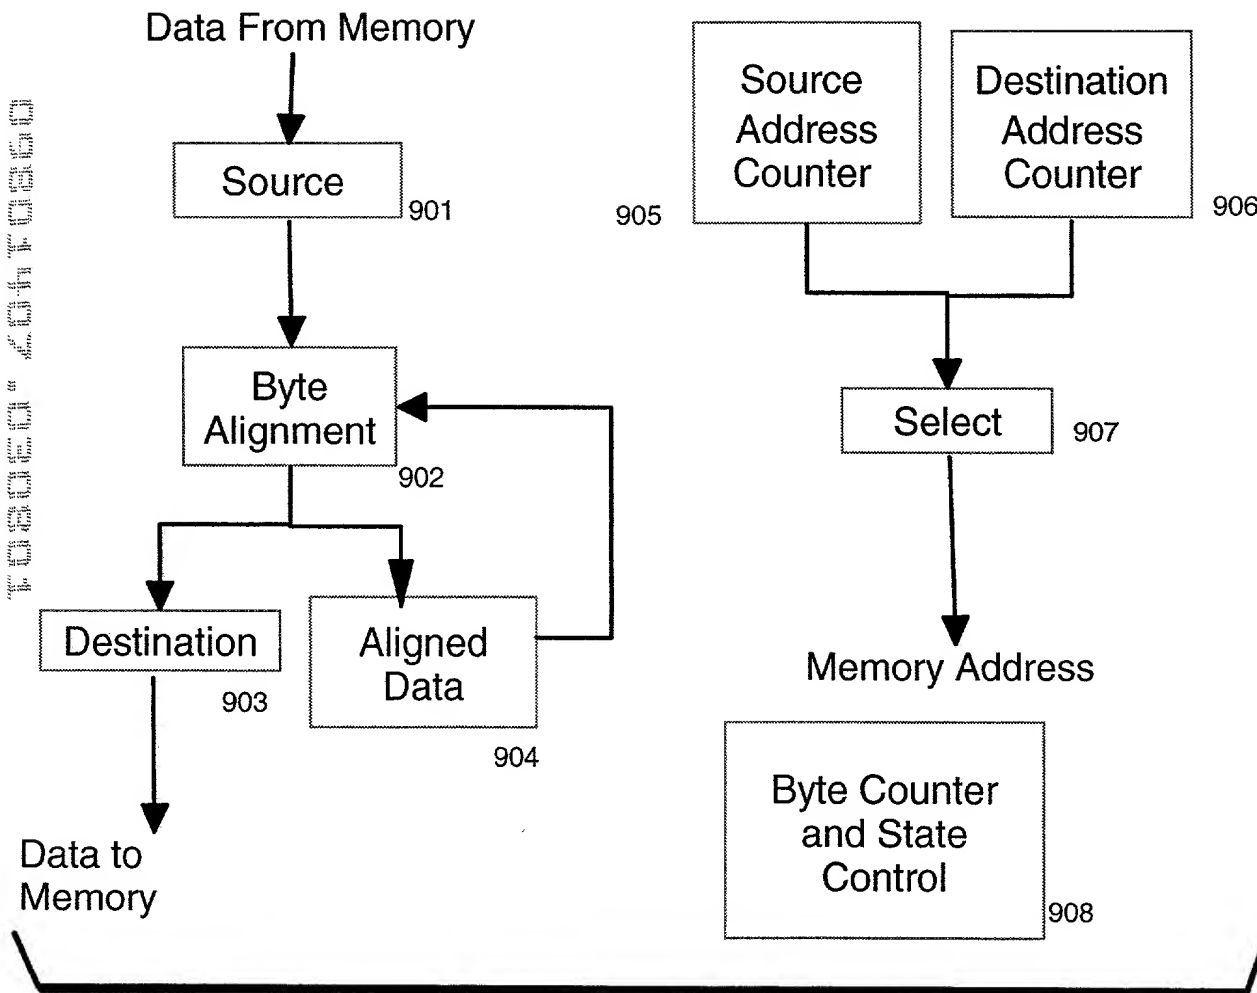 Data From Memory
Source
901
Byte
Alignment
902
Destination
903
Aligned
Data
904
Data to
Memory
Source
Address
Counter
905
Destination
Address
Counter
906
Select
907
Memory Address
Byte Counter
and State
Control
908